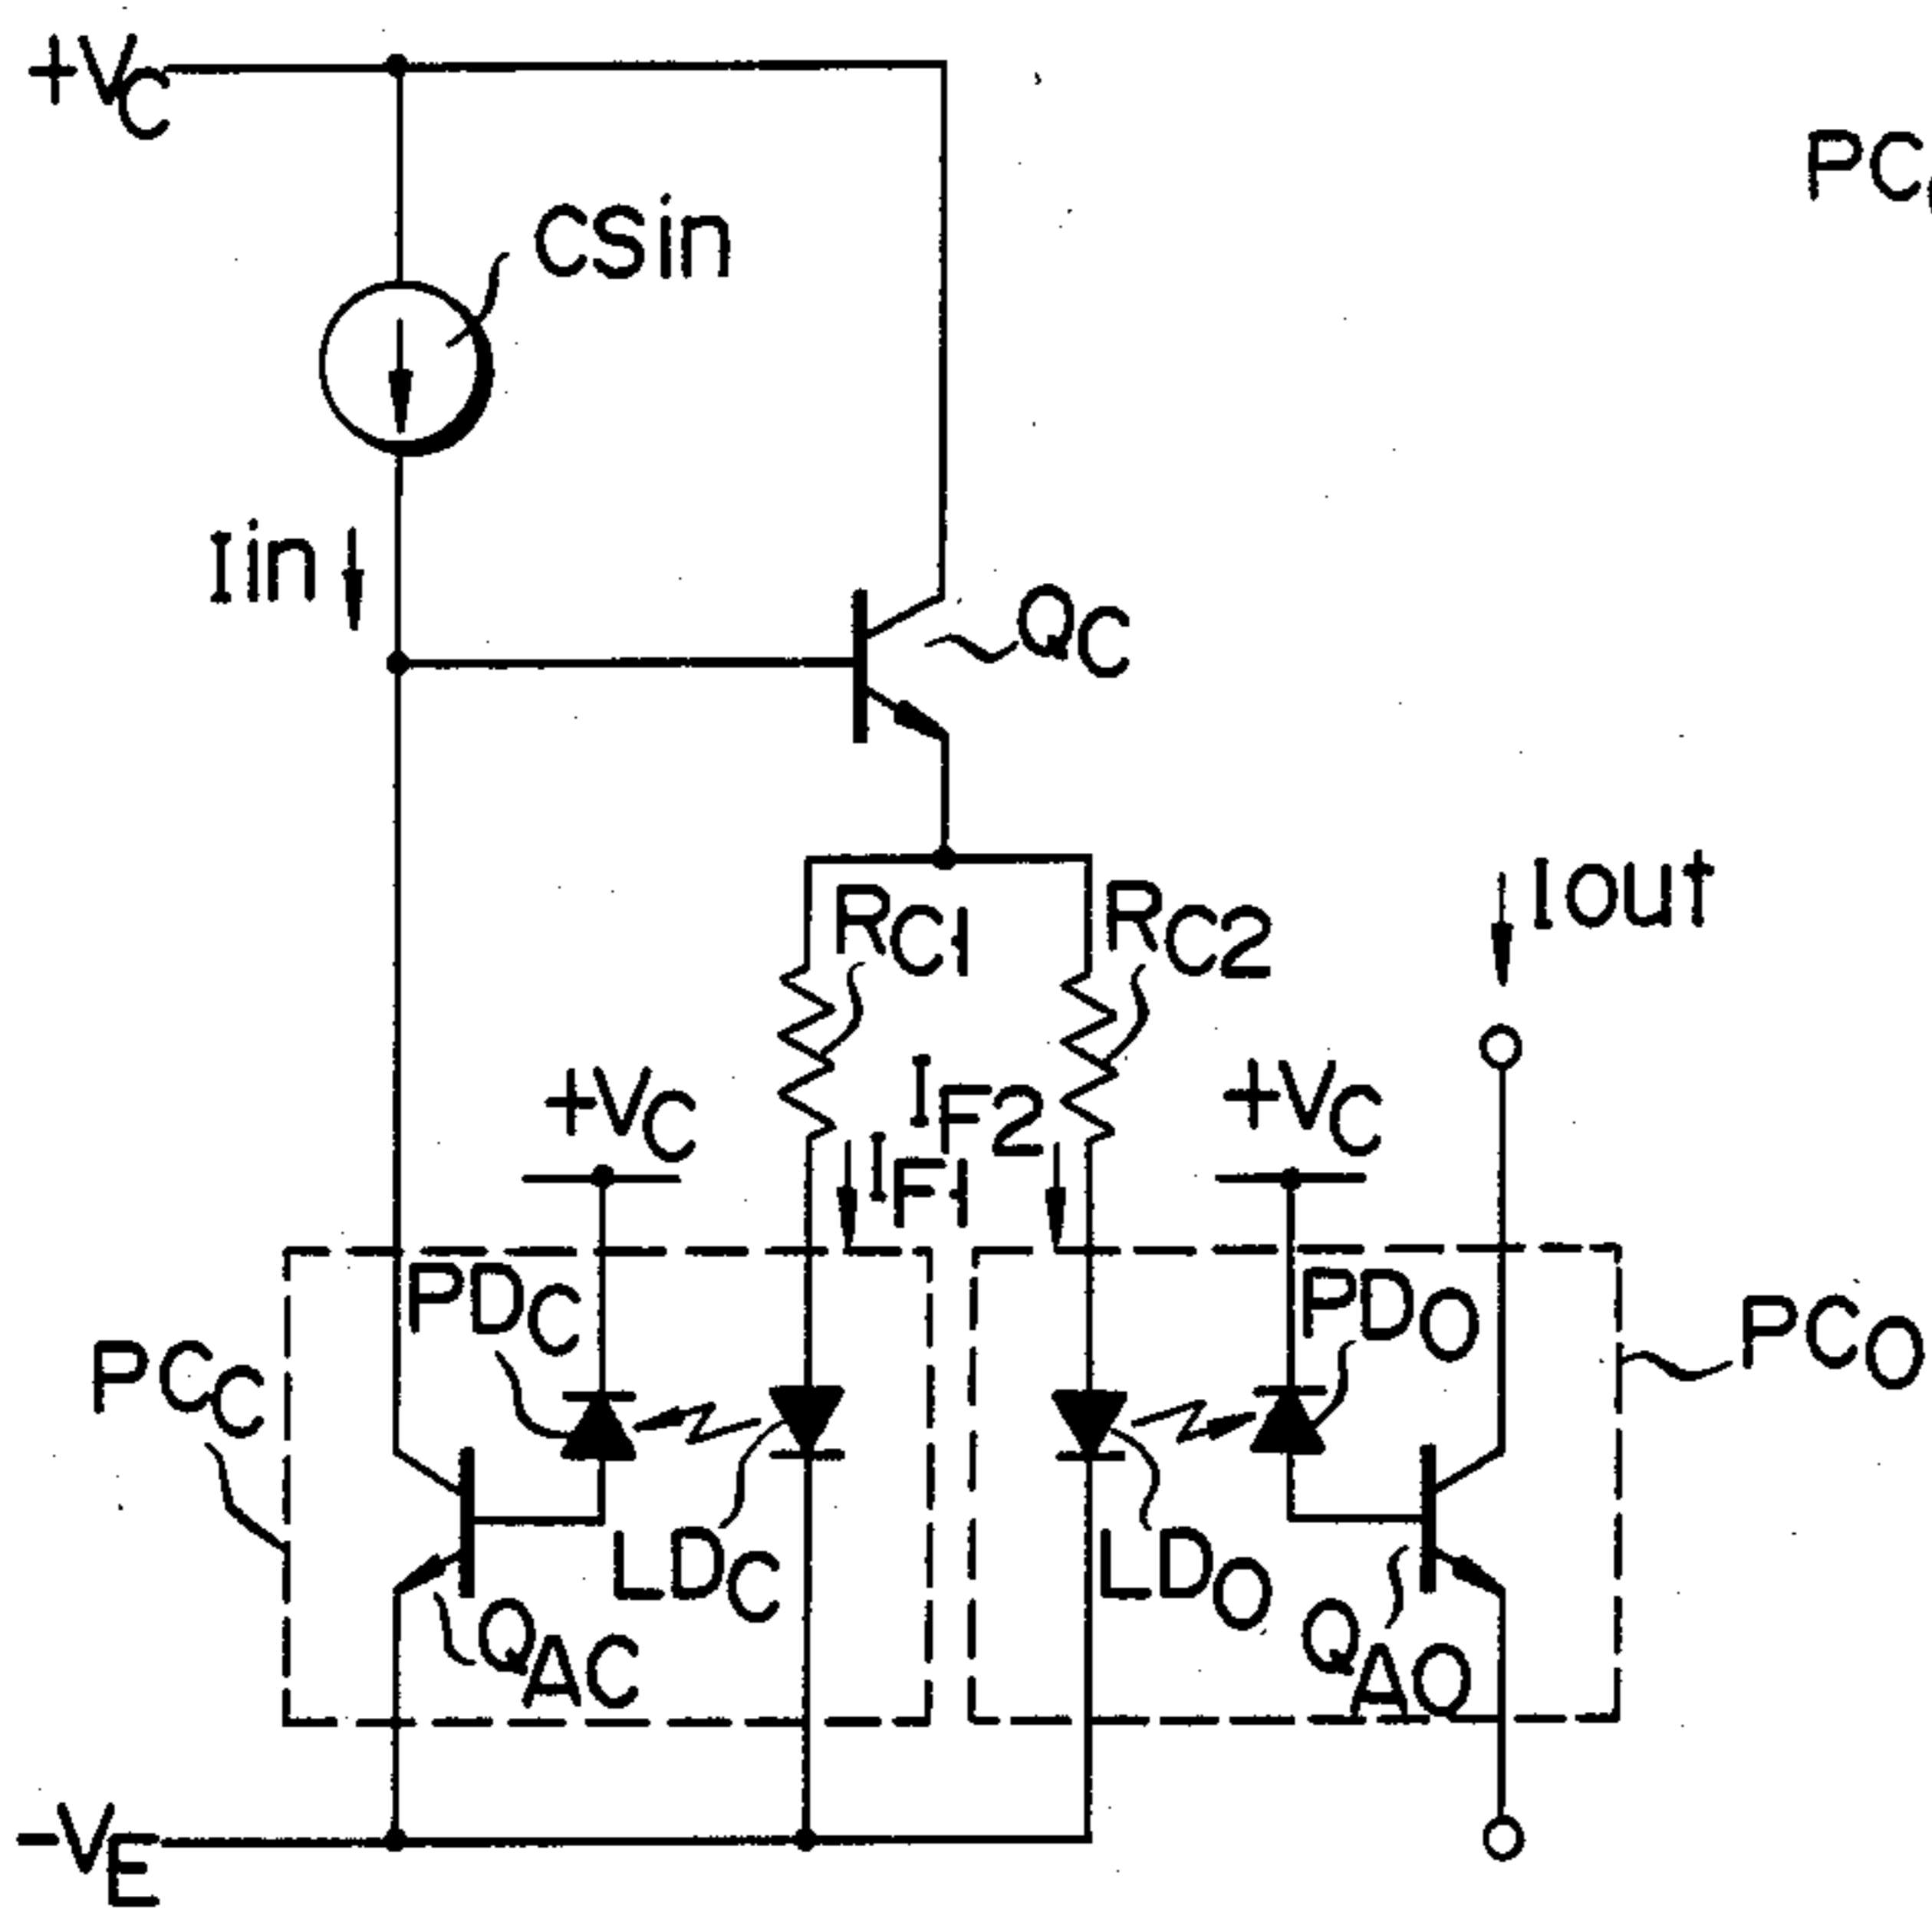 +VC
PC
CSin
Iin
QC
RC1
RC2
Iout
+VC
IF2
+VC
IF1
PDC
PDO
PCC
PCO
LDC
LDO
QAC
QAO
-VE